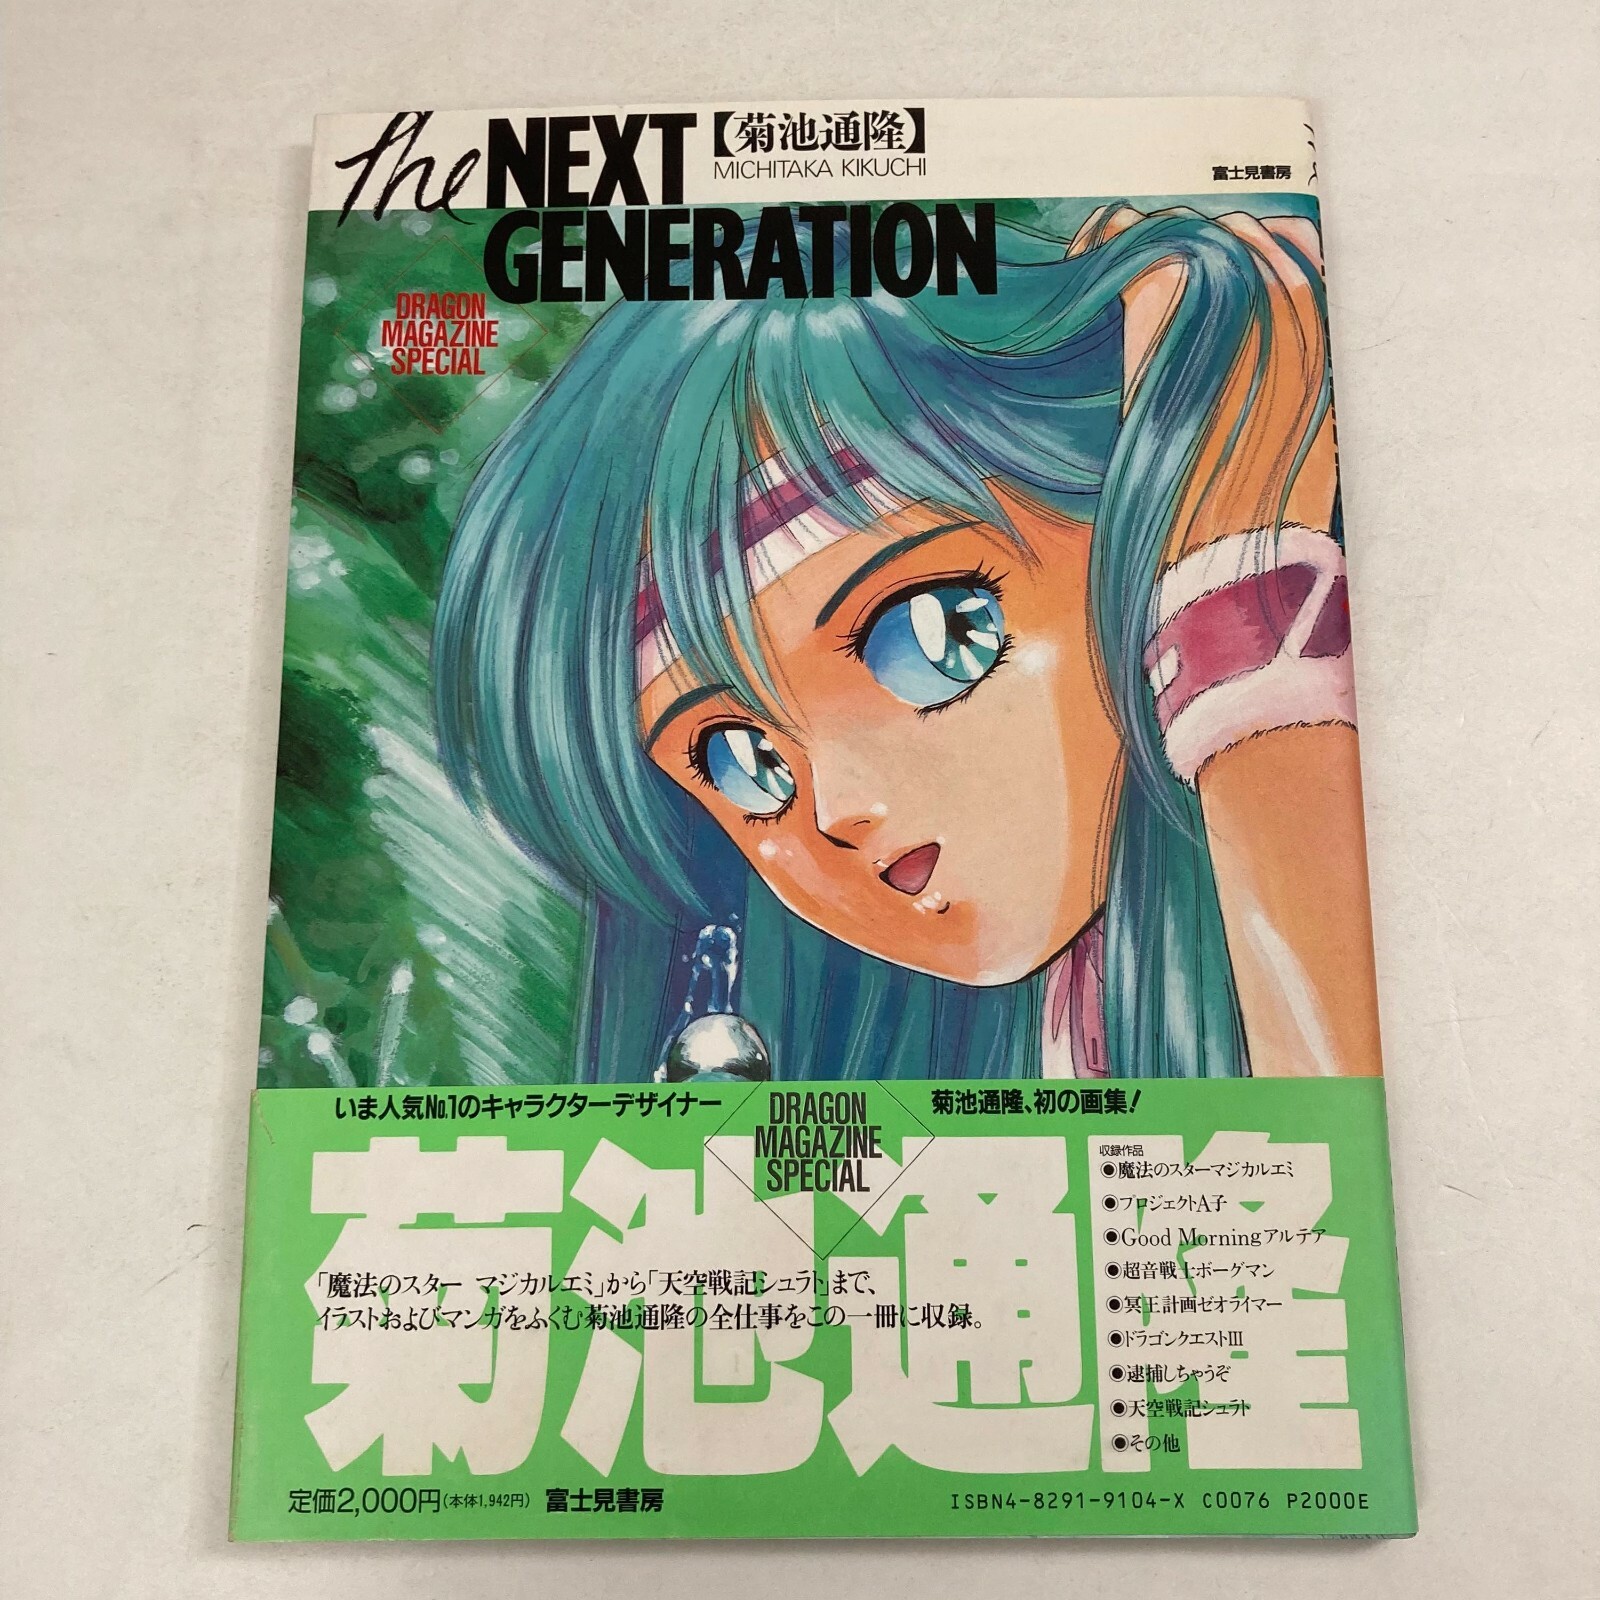 The NEXT
GENERATION
【菊池通隆】
MICHITAKA KIKUCHI
富士見書房
DRAGON
MAGAZINE
SPECIAL
いま人気No.1のキャラクターデザイナー
菊池通隆、初の画集!
DRAGON
MAGAZINE
SPECIAL
菊池通隆
「魔法のスター マジカルエミ」から「天空戦記シュラト」まで、
イラストおよびマンガをふくむ菊池通隆の全仕事をこの一冊に収録。
収録作品
◉魔法のスターマジカルエミ
◉プロジェクトA子
◉Good Morningアルテア
◉超音戦士ボーグマン
◉冥王計画ゼオライマー
◉ドラゴンクエストIII
◉逮捕しちゃうぞ
◉天空戦記シュラト
◉その他
定価2,000円(本体1,942円) 富士見書房
ISBN4-8291-9104-X C0076 P2000E